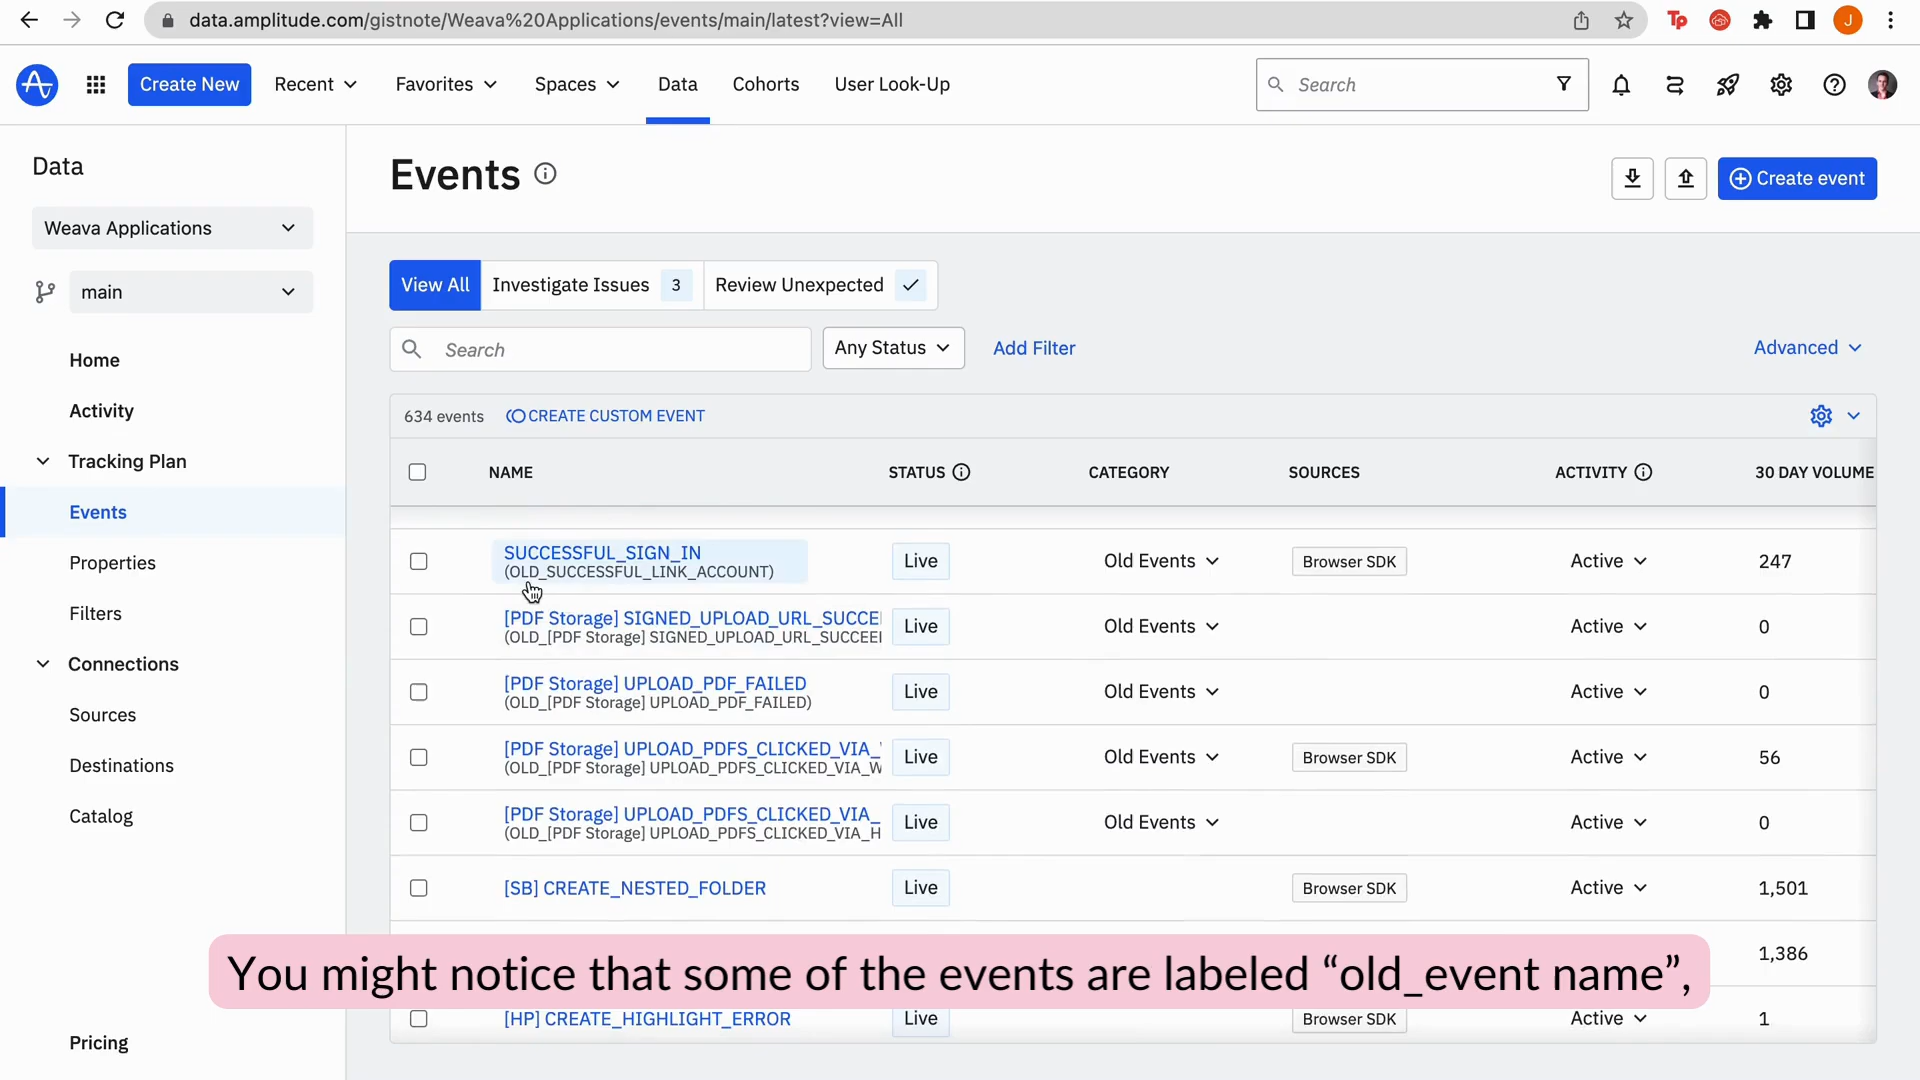 data.amplitude.com/gistnote/Weava%20Applications/events/main/latest?view=All
Tp
J
Create New
Recent
Favorites
Spaces
Data
Cohorts
User Look-Up
Search
Data
Weava Applications
main
Home
Activity
Tracking Plan
Events
Properties
Filters
Connections
Sources
Destinations
Catalog
Pricing
Events
Create event
View All
Investigate Issues 3
Review Unexpected
Search
Any Status
Add Filter
Advanced
634 events
CREATE CUSTOM EVENT
NAME STATUS CATEGORY SOURCES ACTIVITY 30 DAY VOLUME
SUCCESSFUL_SIGN_IN
(OLD_SUCCESSFUL_LINK_ACCOUNT)
Live Old Events Browser SDK Active 247
[PDF Storage] SIGNED_UPLOAD_URL_SUCCE
(OLD_[PDF Storage] SIGNED_UPLOAD_URL_SUCCEE
Live Old Events Active 0
[PDF Storage] UPLOAD_PDF_FAILED
(OLD_[PDF Storage] UPLOAD_PDF_FAILED)
Live Old Events Active 0
[PDF Storage] UPLOAD_PDFS_CLICKED_VIA_
(OLD_[PDF Storage] UPLOAD_PDFS_CLICKED_VIA_W
Live Old Events Browser SDK Active 56
[PDF Storage] UPLOAD_PDFS_CLICKED_VIA_
(OLD_[PDF Storage] UPLOAD_PDFS_CLICKED_VIA_H
Live Old Events Active 0
[SB] CREATE_NESTED_FOLDER Live Browser SDK Active 1,501
1,386
You might notice that some of the events are labeled “old_event name”,
[HP] CREATE_HIGHLIGHT_ERROR Live Browser SDK Active 1